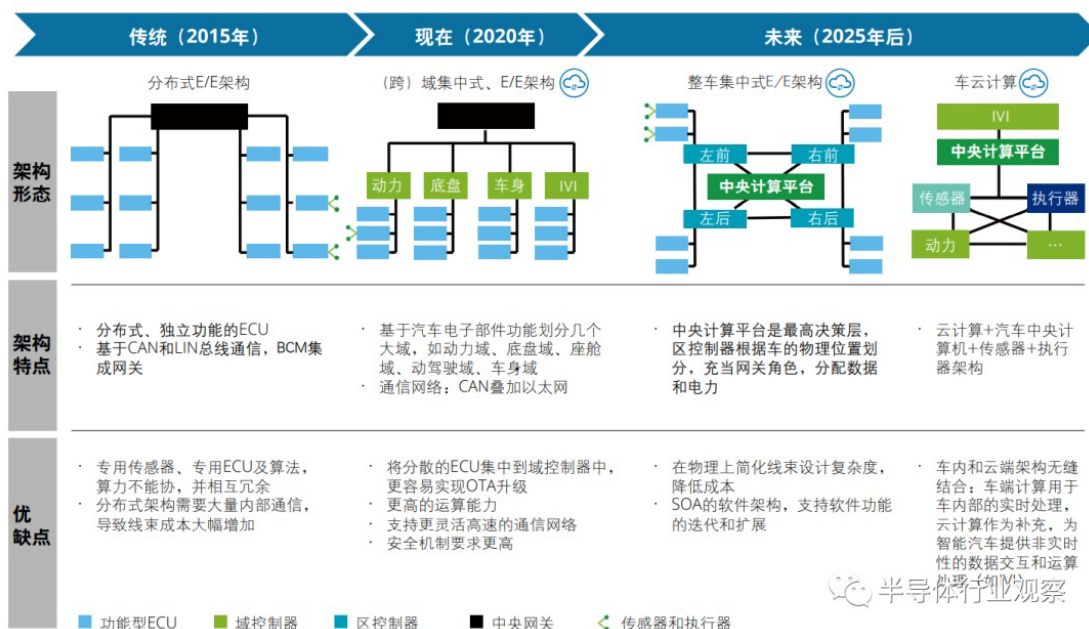 传统（2015年）
现在（2020年）
未来（2025年后）
分布式E/E架构
（跨）域集中式、E/E架构
整车集中式E/E架构
车云计算
架构
形态
动力
底盘
车身
IVI
左前
右前
中央计算平台
左后
右后
IVI
中央计算平台
传感器
执行器
动力
…
架构
特点
· 分布式、独立功能的ECU
· 基于CAN和LIN总线通信，BCM集
成网关
· 基于汽车电子部件功能划分几个
大域，如动力域、底盘域、座舱
域、动驾驶域、车身域
· 通信网络：CAN叠加以太网
· 中央计算平台是最高决策层，
区控制器根据车的物理位置划
分，充当网关角色，分配数据
和电力
· 云计算+汽车中央计
算机+传感器+执行
器架构
优
缺点
· 专用传感器、专用ECU及算法，
算力不能协，并相互冗余
· 分布式架构需要大量内部通信，
导致线束成本大幅增加
· 将分散的ECU集中到域控制器中，
更容易实现OTA升级
· 更高的运算能力
· 支持更灵活高速的通信网络
· 安全机制要求更高
· 在物理上简化线束设计复杂度，
降低成本
· SOA的软件架构，支持软件功能
的迭代和扩展
· 车内和云端架构无缝
结合；车端计算用于
车内部的实时处理，
云计算作为补充，为
智能汽车提供非实时
性的数据交互和运算
处理（如IVI）
半导体行业观察
功能型ECU
域控制器
区控制器
中央网关
传感器和执行器